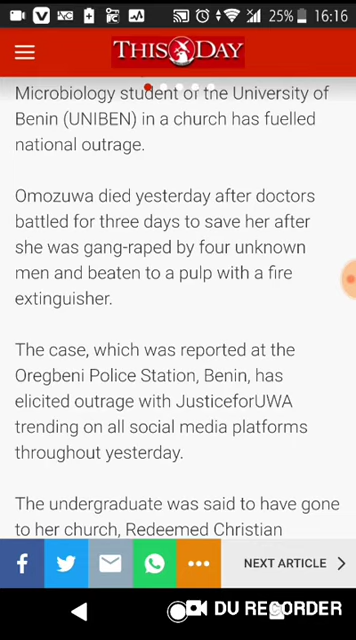 25% 16:16
THISDAY
Microbiology student of the University of
Benin (UNIBEN) in a church has fuelled
national outrage.
Omozuwa died yesterday after doctors
battled for three days to save her after
she was gang-raped by four unknown
men and beaten to a pulp with a fire
extinguisher.
The case, which was reported at the
Oregbeni Police Station, Benin, has
elicited outrage with JusticeforUWA
trending on all social media platforms
throughout yesterday.
The undergraduate was said to have gone
to her church, Redeemed Christian
NEXT ARTICLE
DU RECORDER